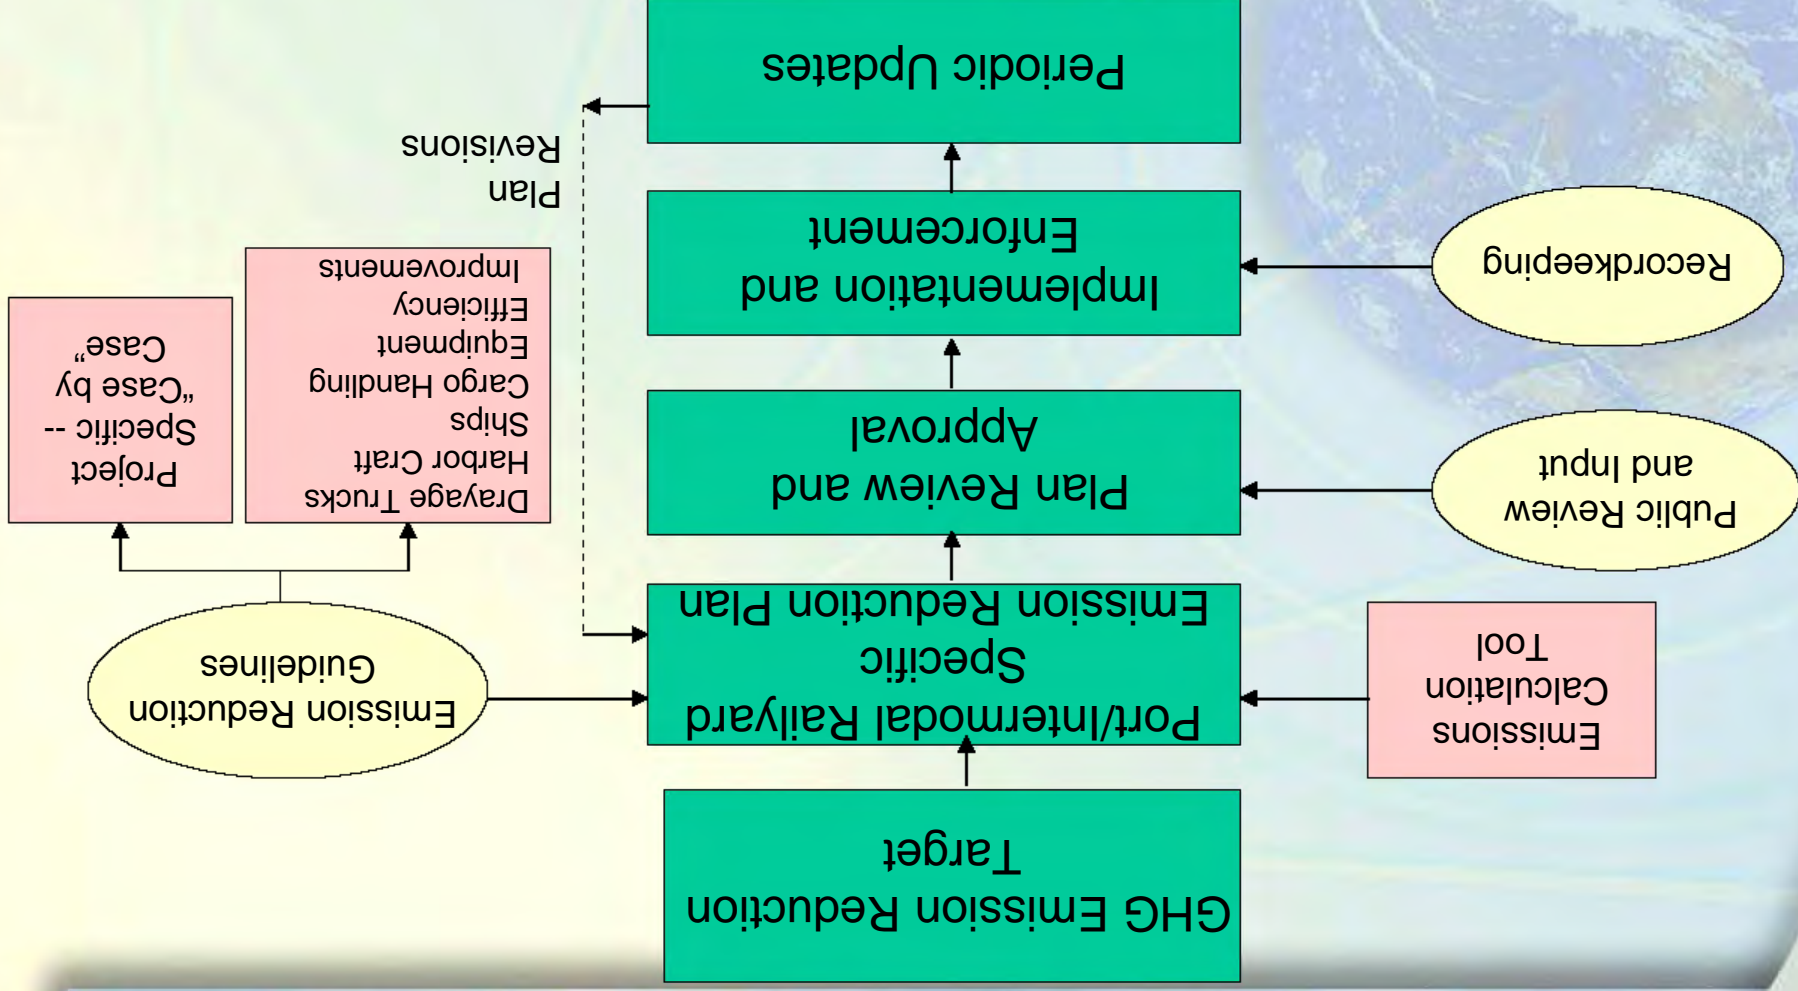 GHG Emission Reduction
Target
Emissions
Calculation
Tool
Port/Intermodal Railyard
Specific
Emission Reduction Plan
Emission Reduction
Guidelines
Public Review
and Input
Plan Review and
Approval
Drayage Trucks
Harbor Craft
Ships
Cargo Handling
Equipment
Efficiency
Improvements
Project
Specific --
“Case by
Case”
Recordkeeping
Implementation and
Enforcement
Plan
Revisions
Periodic Updates